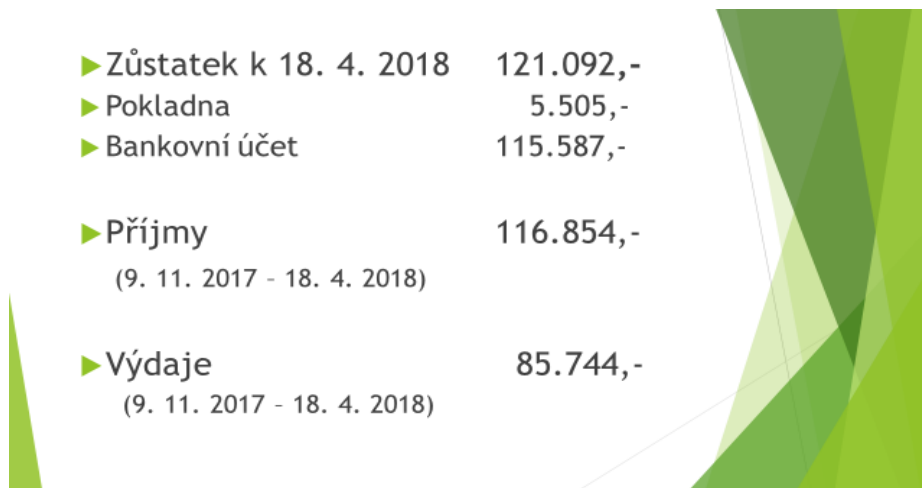 Zůstatek k 18. 4. 2018 121.092,-
Pokladna 5.505,-
Bankovní účet 115.587,-
Příjmy 116.854,-
(9. 11. 2017 – 18. 4. 2018)
Výdaje 85.744,-
(9. 11. 2017 – 18. 4. 2018)